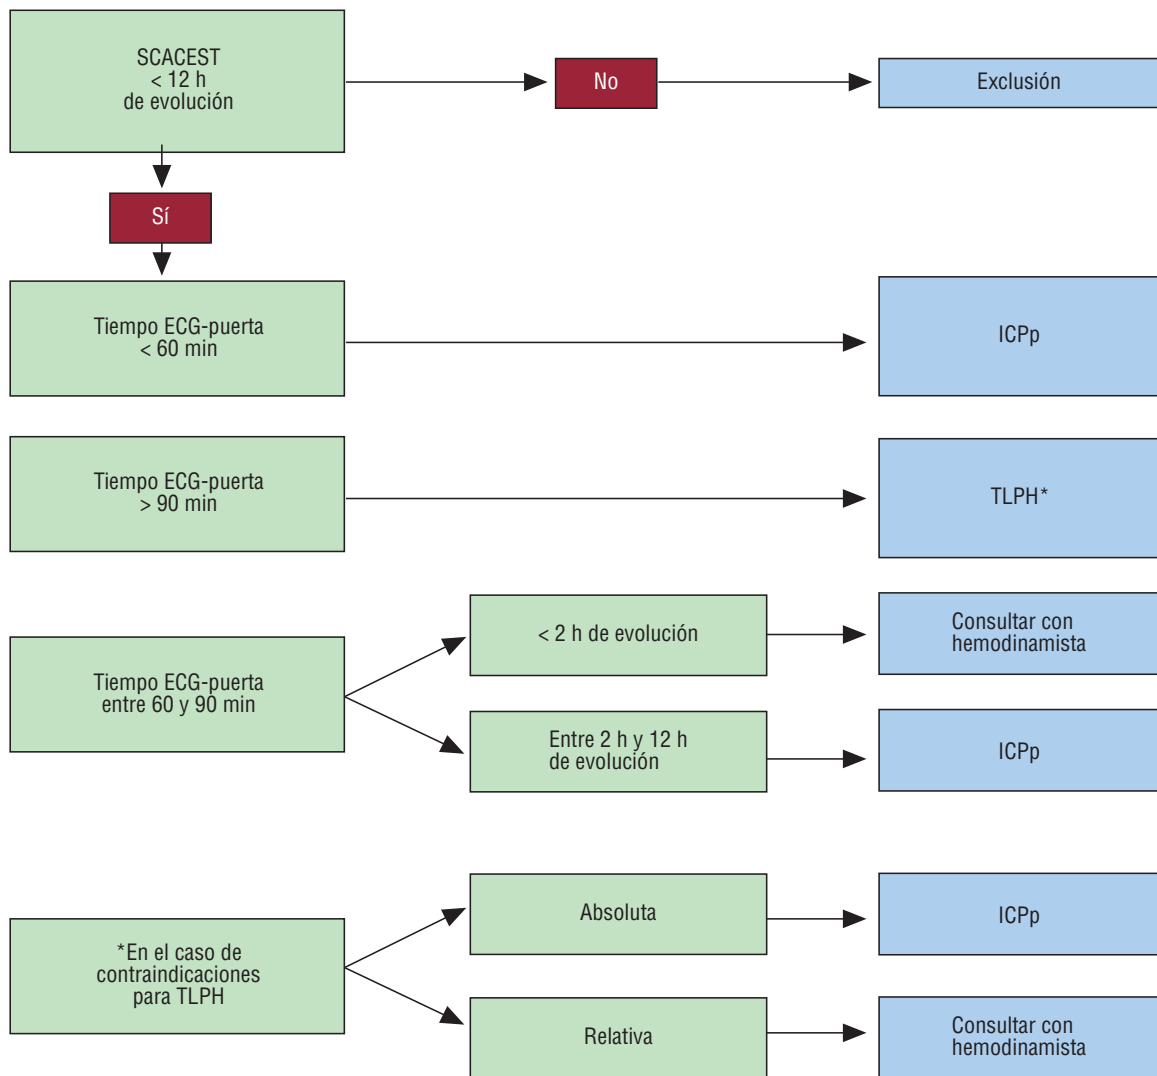 SCACEST
< 12 h
de evolución
No
Exclusión
Sí
Tiempo ECG-puerta
< 60 min
ICPp
Tiempo ECG-puerta
> 90 min
TLPH*
Tiempo ECG-puerta
entre 60 y 90 min
< 2 h de evolución
Consultar con
hemodinamista
Entre 2 h y 12 h
de evolución
ICPp
*En el caso de
contraindicaciones
para TLPH
Absoluta
ICPp
Relativa
Consultar con
hemodinamista